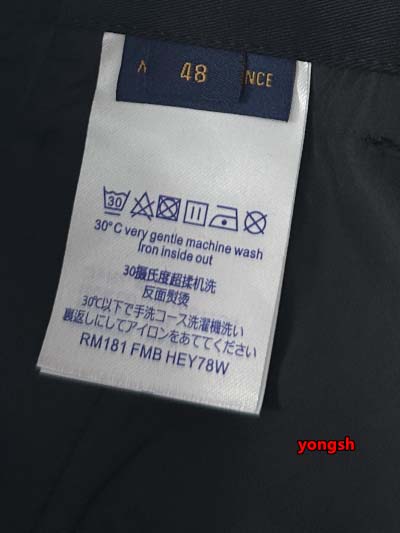 48 NCE
30
30°C very gentle machine wash
Iron inside out
30摄氏度超揉机洗
反面熨烫
30℃以下で手洗コース洗濯機洗い
裏返しにしてアイロンをあててください
RM181 FMB HEY78W
yongsh